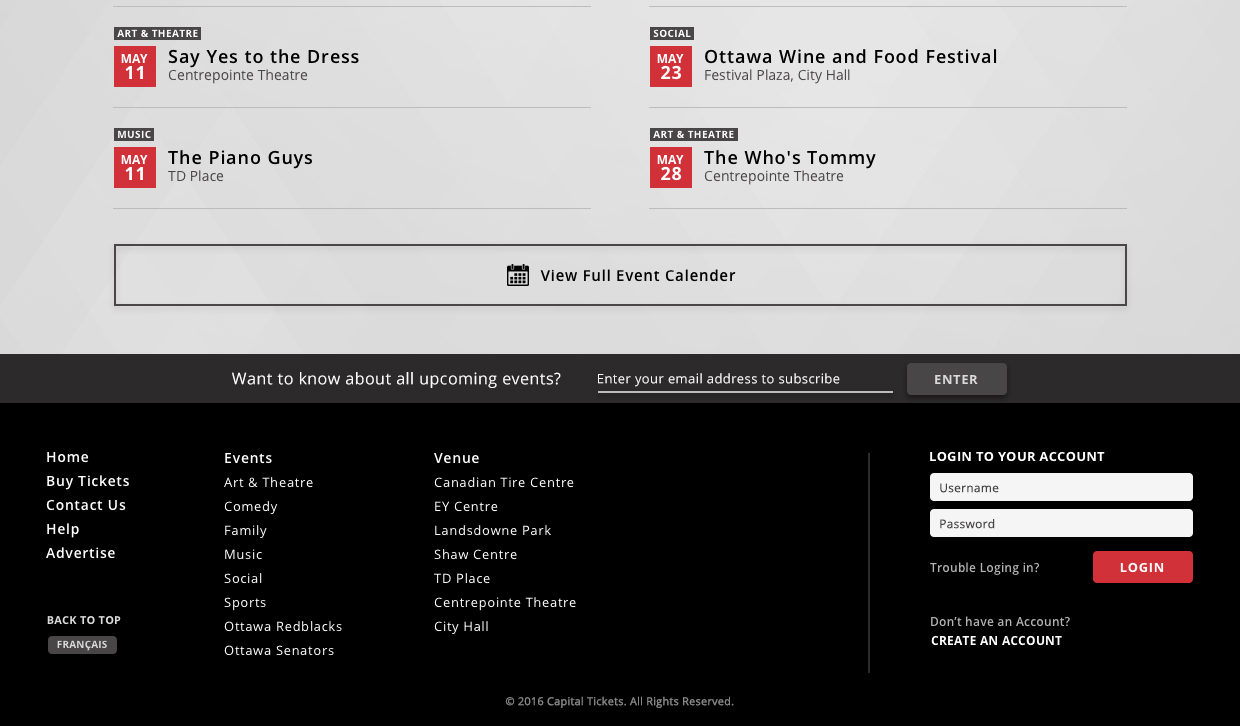 ART & THEATRE
MAY
11
Say Yes to the Dress
Centrepointe Theatre
SOCIAL
MAY
23
Ottawa Wine and Food Festival
Festival Plaza, City Hall
MUSIC
MAY
11
The Piano Guys
TD Place
ART & THEATRE
MAY
28
The Who's Tommy
Centrepointe Theatre
View Full Event Calender
Want to know about all upcoming events?
Enter your email address to subscribe
ENTER
Home
Buy Tickets
Contact Us
Help
Advertise
BACK TO TOP
FRANÇAIS
Events
Art & Theatre
Comedy
Family
Music
Social
Sports
Ottawa Redblacks
Ottawa Senators
Venue
Canadian Tire Centre
EY Centre
Landsdowne Park
Shaw Centre
TD Place
Centrepointe Theatre
City Hall
LOGIN TO YOUR ACCOUNT
Username
Password
Trouble Loging in?
LOGIN
Don't have an Account?
CREATE AN ACCOUNT
© 2016 Capital Tickets. All Rights Reserved.